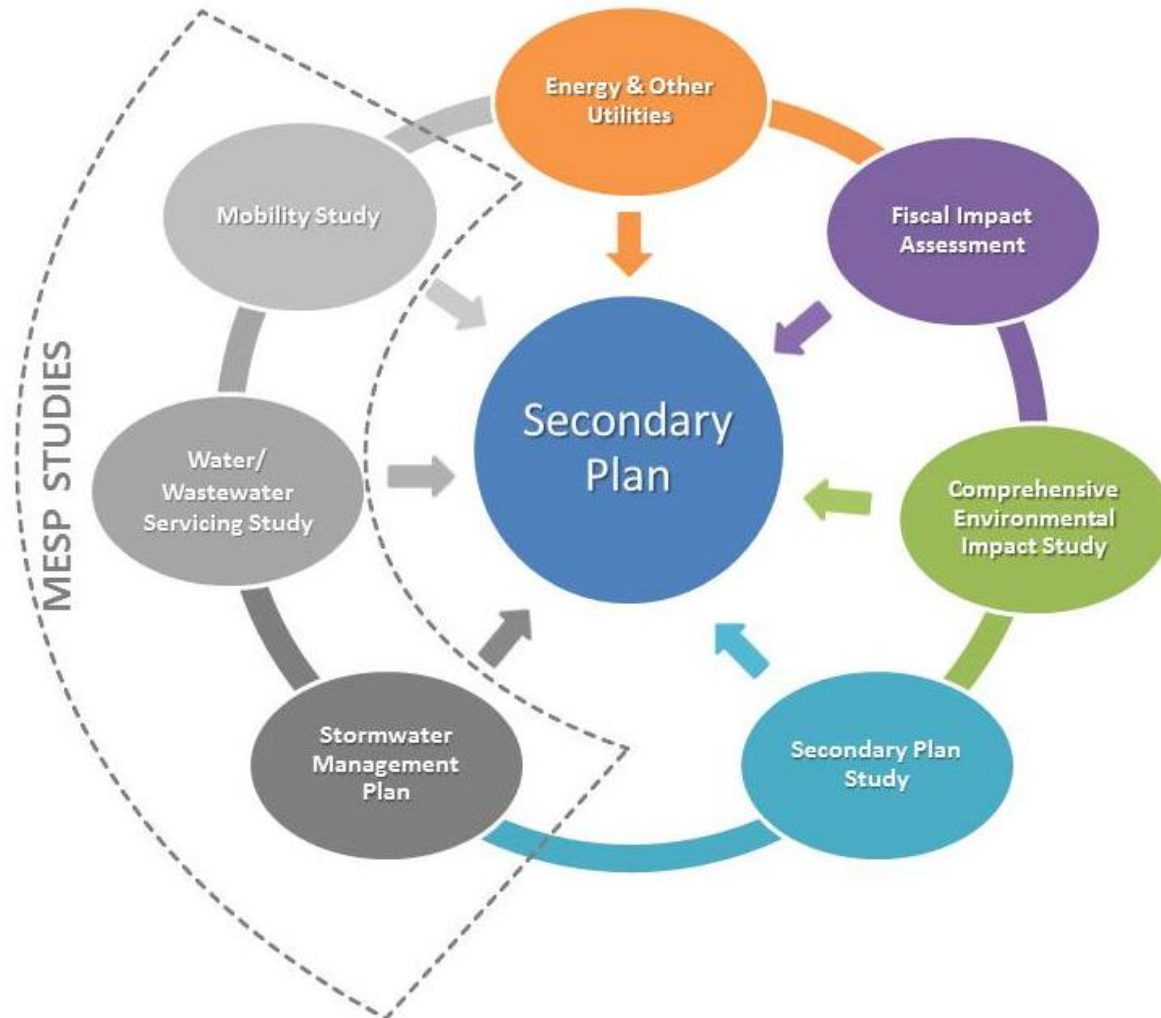 Energy & Other
Utilities
Mobility Study
Fiscal Impact
Assessment
MESP STUDIES
Secondary
Plan
Water/
Wastewater
Servicing Study
Comprehensive
Environmental
Impact Study
Stormwater
Management
Plan
Secondary Plan
Study